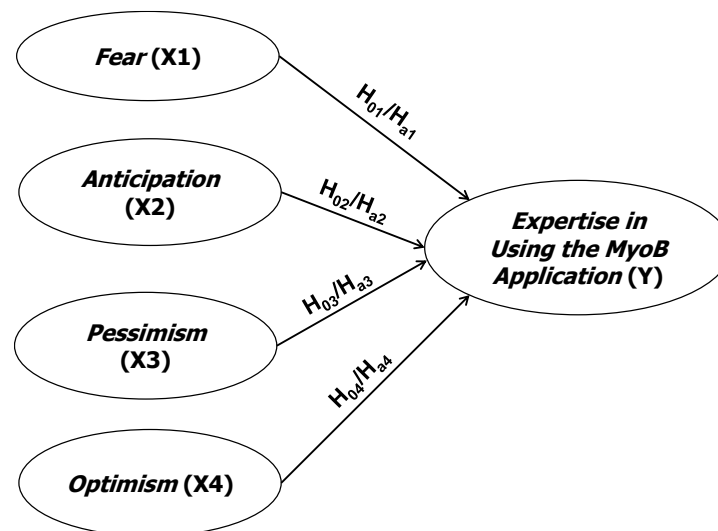 Fear (X1)
H01/Ha1
Anticipation
(X2)
H02/Ha2
Expertise in
Using the MyoB
Application (Y)
H03/Ha3
Pessimism
(X3)
H04/Ha4
Optimism (X4)